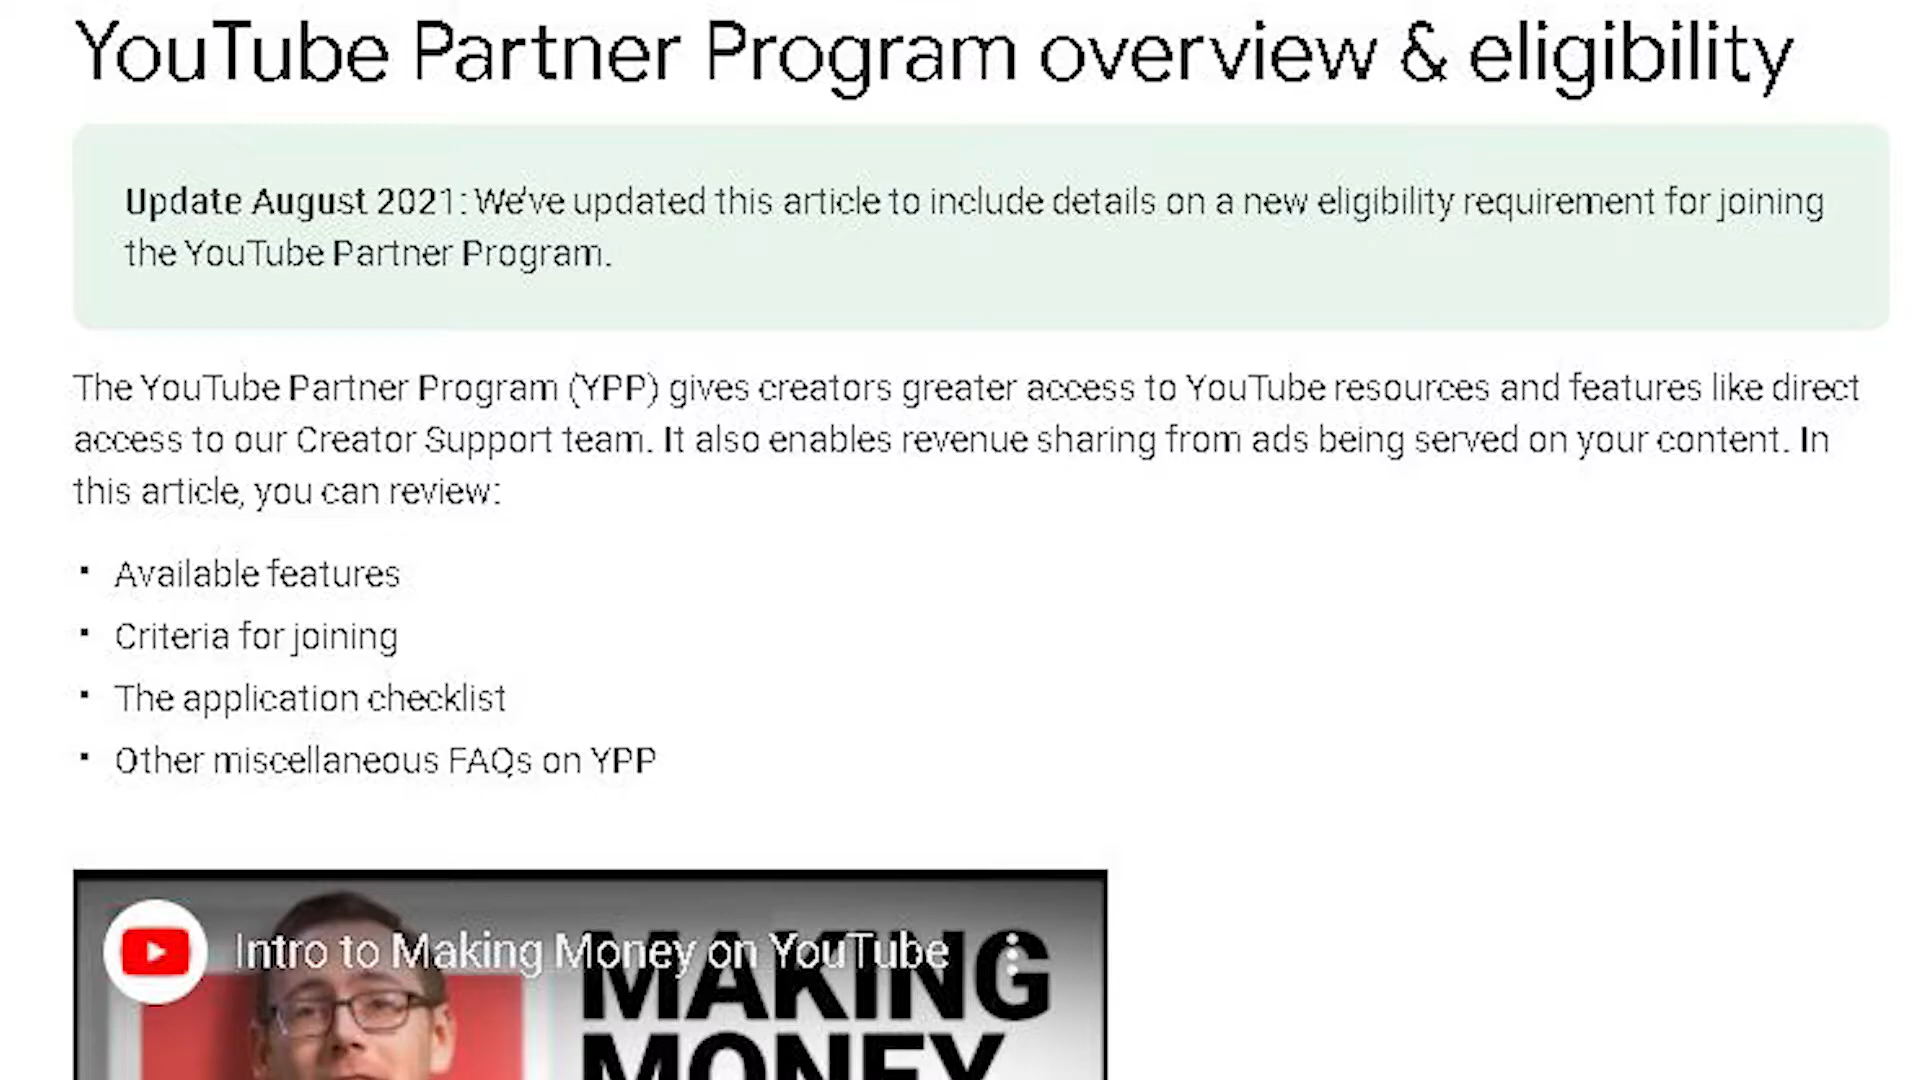 YouTube Partner Program overview & eligibility
Update August 2021: We've updated this article to include details on a new eligibility requirement for joining
the YouTube Partner Program.
The YouTube Partner Program (YPP) gives creators greater access to YouTube resources and features like direct
access to our Creator Support team. It also enables revenue sharing from ads being served on your content. In
this article, you can review:
Available features
Criteria for joining
The application checklist
Other miscellaneous FAQs on YPP
Intro to Making Money on YouTube
MAKING
MONEY